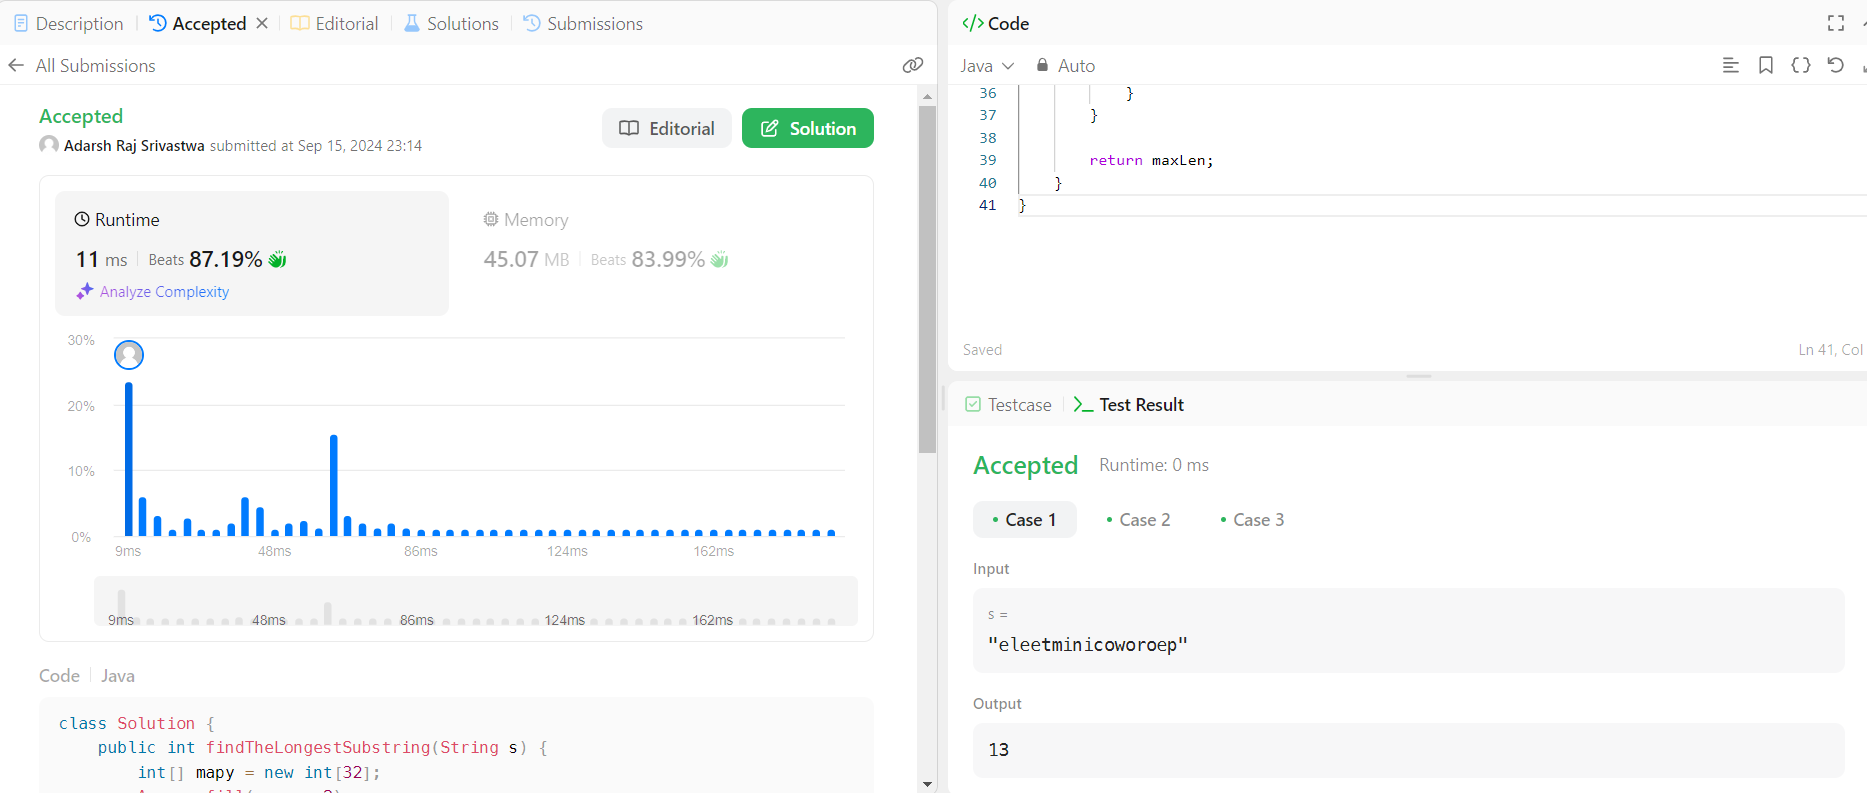 Description
Accepted
Editorial
Solutions
Submissions
All Submissions
Accepted
Adarsh Raj Srivastwa submitted at Sep 15, 2024 23:14
Editorial
Solution
Runtime
11 ms
Beats 87.19%
Analyze Complexity
Memory
45.07 MB
Beats 83.99%
30%
20%
10%
0%
9ms 48ms 86ms 124ms 162ms
9ms 48ms 86ms 124ms 162ms
Code
Java
class Solution {
public int findTheLongestSubstring(String s) {
int[] mapy = new int[32];
Code
Java
Auto
36 }
37 }
38
39 return maxLen;
40 }
41 }
Saved
Ln 41, Col
Testcase
Test Result
Accepted
Runtime: 0 ms
Case 1
Case 2
Case 3
Input
s =
"eleetminicoworoep"
Output
13